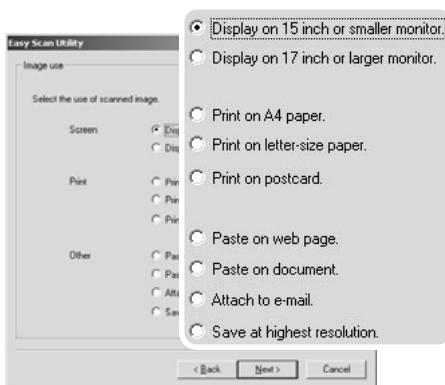 Easy Scan Utility
Image use
Select the use of scanned image.
Screen
Print
Other
Display on 15 inch or smaller monitor.
Display on 17 inch or larger monitor.
Print on A4 paper.
Print on letter-size paper.
Print on postcard.
Paste on web page.
Paste on document.
Attach to e-mail.
Save at highest resolution.
< Back
Next >
Cancel